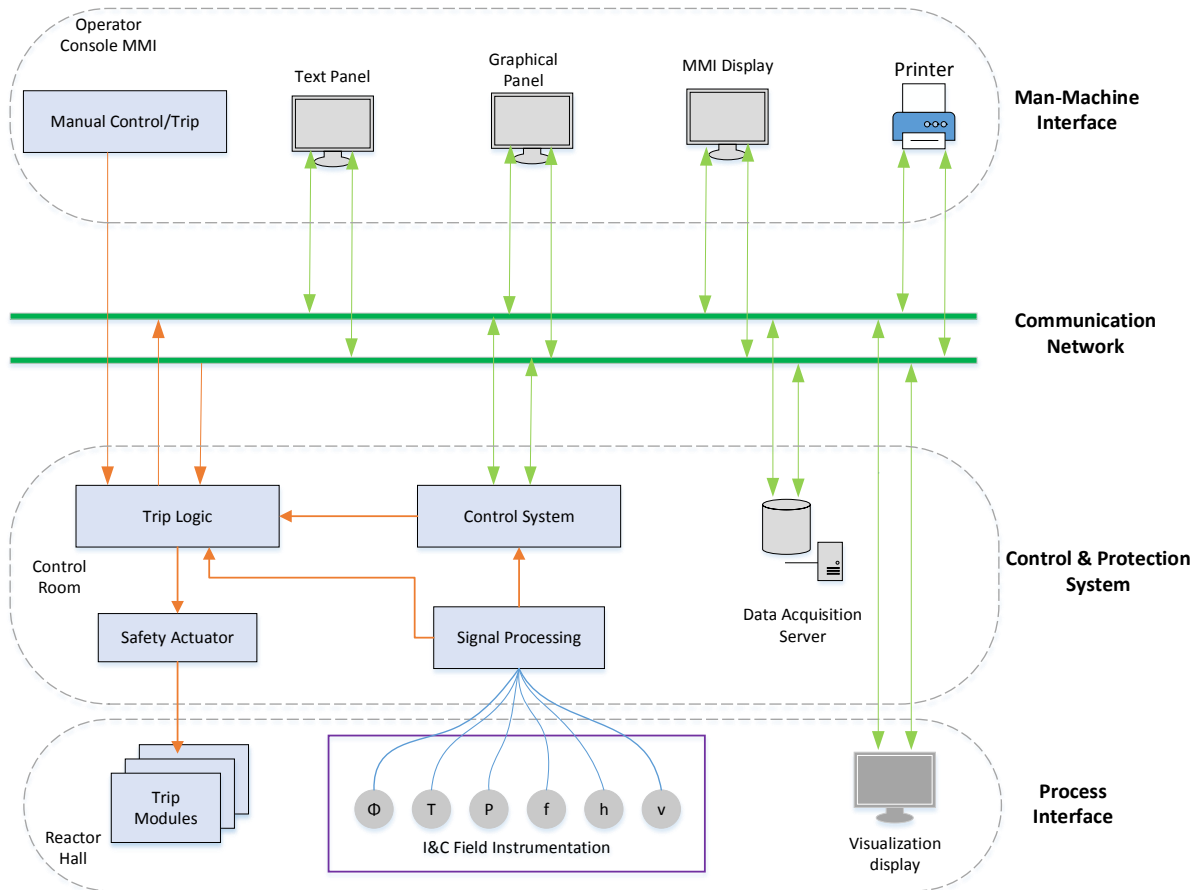 Operator
Console MMI
Manual Control/Trip
Text Panel
Graphical
Panel
MMI Display
Printer
Man-Machine
Interface
Communication
Network
Trip Logic
Control System
Control
Room
Safety Actuator
Signal Processing
Data Acquisition
Server
Control & Protection
System
Trip
Modules
Reactor
Hall
Φ T P f h v
I&C Field Instrumentation
Visualization
display
Process
Interface